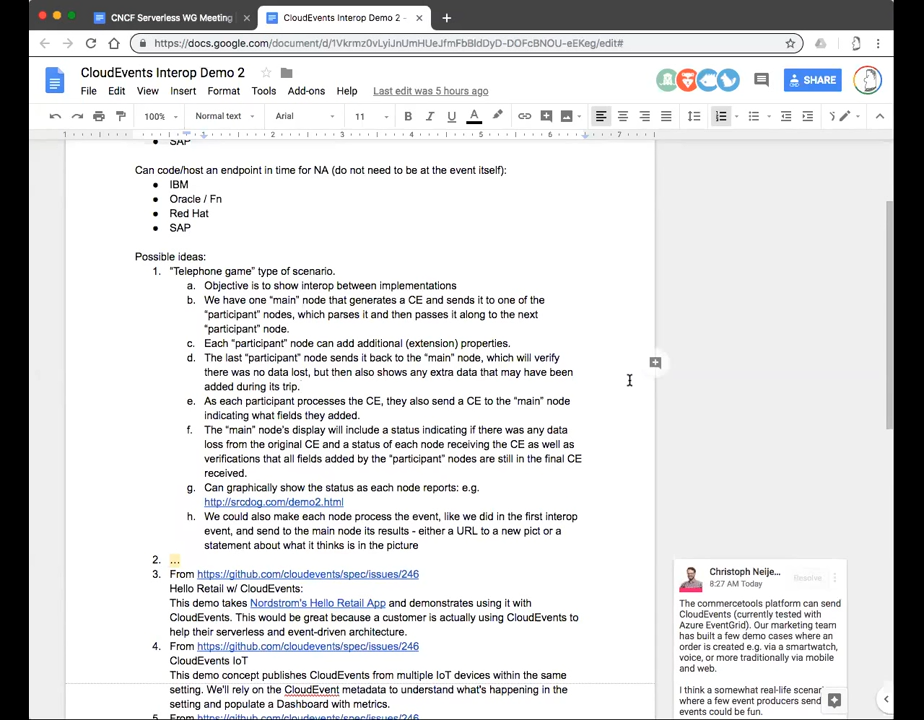 CNCF Serverless WG Meeting
CloudEvents Interop Demo 2 -
https://docs.google.com/document/d/1Vkrmz0vLyiJnUmHUeJfmFbBIdDyD-DOFcBNOU-eEKeg/edit#
CloudEvents Interop Demo 2
SHARE
File Edit View Insert Format Tools Add-ons Help Last edit was 5 hours ago
100% Normal text Arial 11
1 1 2 3 4 5 6 7
SAP
Can code/host an endpoint in time for NA (do not need to be at the event itself):
● IBM
● Oracle / Fn
● Red Hat
● SAP
Possible ideas:
1. "Telephone game" type of scenario.
a. Objective is to show interop between implementations
b. We have one "main" node that generates a CE and sends it to one of the
"participant" nodes, which parses it and then passes it along to the next
"participant" node.
c. Each "participant" node can add additional (extension) properties.
d. The last "participant" node sends it back to the "main" node, which will verify
there was no data lost, but then also shows any extra data that may have been
added during its trip.
e. As each participant processes the CE, they also send a CE to the "main" node
indicating what fields they added.
f. The "main" node's display will include a status indicating if there was any data
loss from the original CE and a status of each node receiving the CE as well as
verifications that all fields added by the "participant" nodes are still in the final CE
received.
g. Can graphically show the status as each node reports: e.g.
http://srcdog.com/demo2.html
h. We could also make each node process the event, like we did in the first interop
event, and send to the main node its results - either a URL to a new pict or a
statement about what it thinks is in the picture
2. ...
3. From https://github.com/cloudevents/spec/issues/246
Hello Retail w/ CloudEvents:
This demo takes Nordstrom's Hello Retail App and demonstrates using it with
CloudEvents. This would be great because a customer is actually using CloudEvents to
help their serverless and event-driven architecture.
4. From https://github.com/cloudevents/spec/issues/246
CloudEvents IoT
This demo concept publishes CloudEvents from multiple IoT devices within the same
setting. We'll rely on the CloudEvent metadata to understand what's happening in the
setting and populate a Dashboard with metrics.
5. From https://github.com/cloudevents/spec/issues/246
Christoph Neije...
8:27 AM Today
Resolve
The commercetools platform can send
CloudEvents (currently tested with
Azure EventGrid). Our marketing team
has built a few demo cases where an
order is created e.g. via a smartwatch,
voice, or more traditionally via mobile
and web.
I think a somewhat real-life
where a few event producers send
events could be fun.